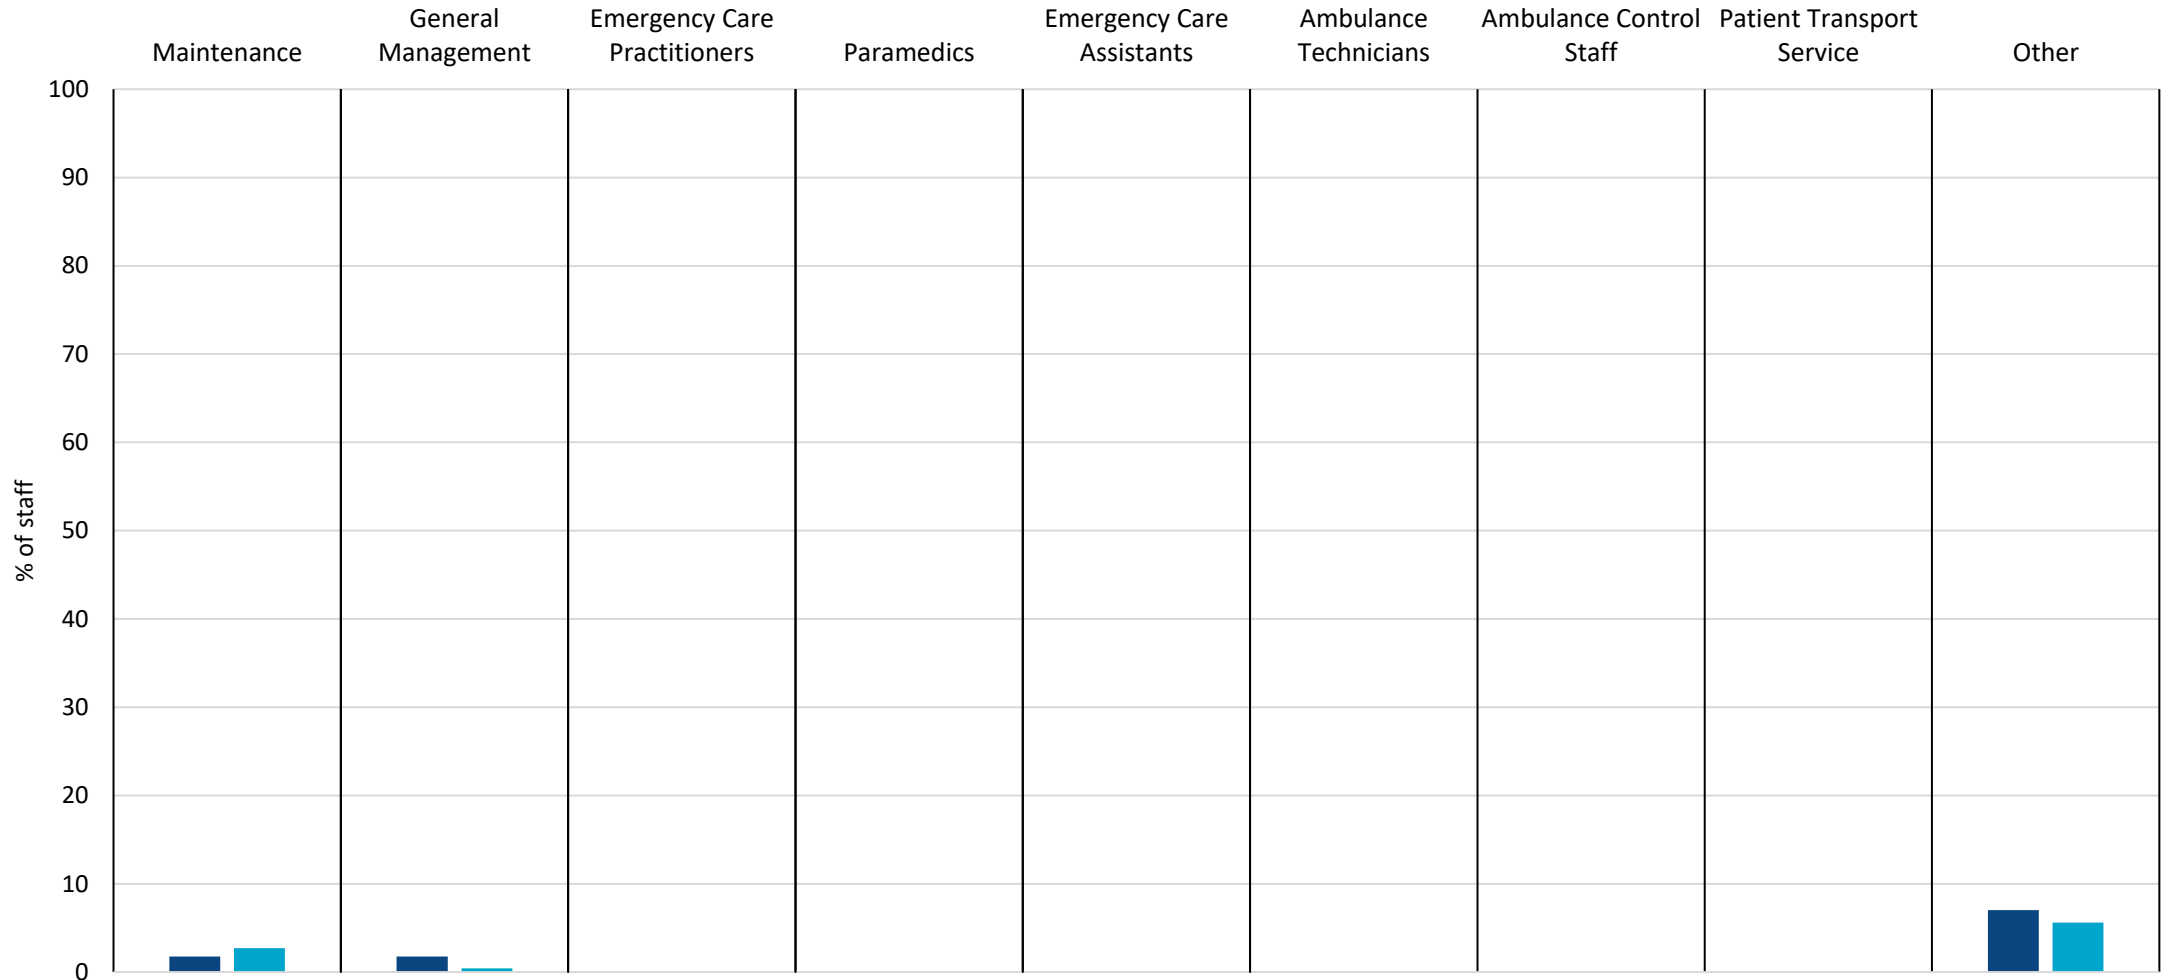 Maintenance
General
Management
Emergency Care
Practitioners
Paramedics
Emergency Care
Assistants
Ambulance
Technicians
Ambulance Control
Staff
Patient Transport
Service
Other
100
90
80
70
60
50
40
30
20
10
0
% of staff